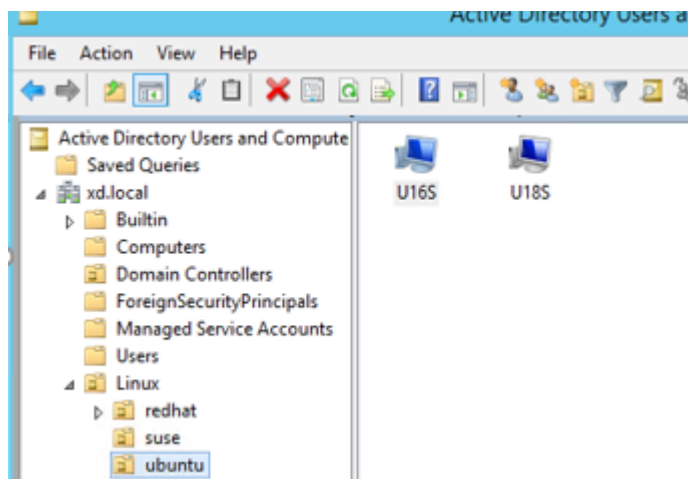 Active Directory Users a
File Action View Help
Active Directory Users and Compute
Saved Queries
xd.local
Builtin
Computers
Domain Controllers
ForeignSecurityPrincipals
Managed Service Accounts
Users
Linux
redhat
suse
ubuntu
U16S U18S